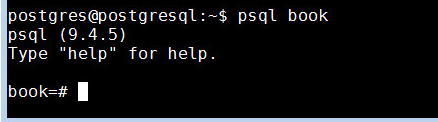 postgres@postgresql:~$ psql book
psql (9.4.5)
Type "help" for help.
book=#